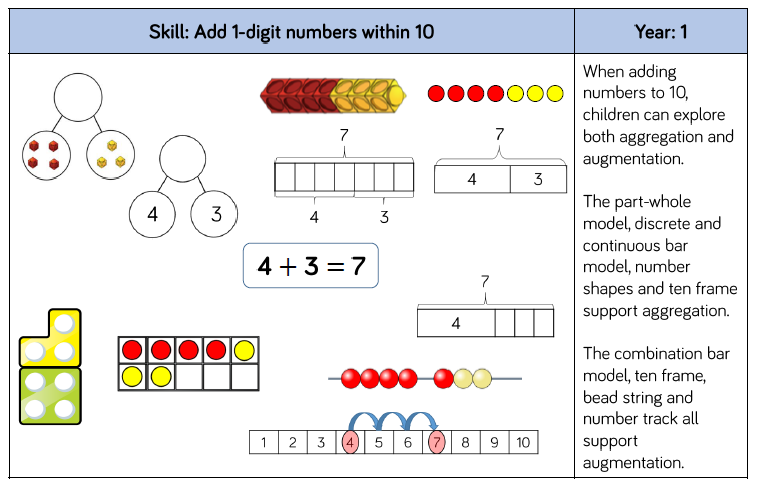 Skill: Add 1-digit numbers within 10
Year: 1
7
7
4
3
4
3
4
3
4 + 3 = 7
7
4
1 2 3 4 5 6 7 8 9 10
When adding
numbers to 10,
children can explore
both aggregation and
augmentation.
The part-whole
model, discrete and
continuous bar
model, number
shapes and ten frame
support aggregation.
The combination bar
model, ten frame,
bead string and
number track all
support
augmentation.